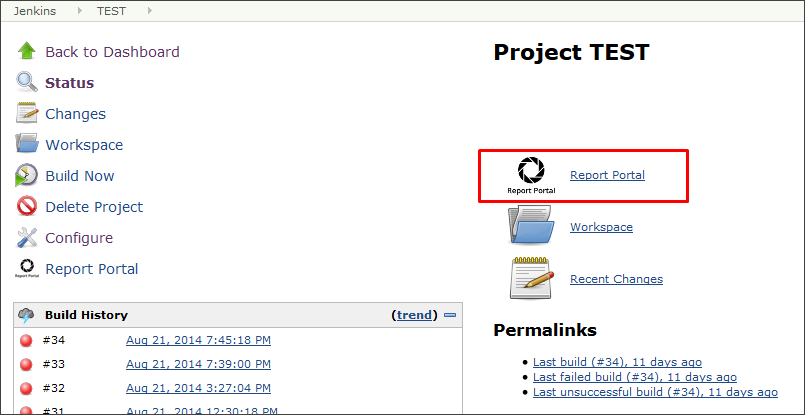 Jenkins TEST
Back to Dashboard
Status
Changes
Workspace
Build Now
Delete Project
Configure
Report Portal
Build History (trend)
#34 Aug 21, 2014 7:45:18 PM
#33 Aug 21, 2014 7:39:00 PM
#32 Aug 21, 2014 3:27:04 PM
#31 Aug 21, 2014 12:30:18 PM
Project TEST
Report Portal
Report Portal
Workspace
Recent Changes
Permalinks
Last build (#34), 11 days ago
Last failed build (#34), 11 days ago
Last unsuccessful build (#34), 11 days ago